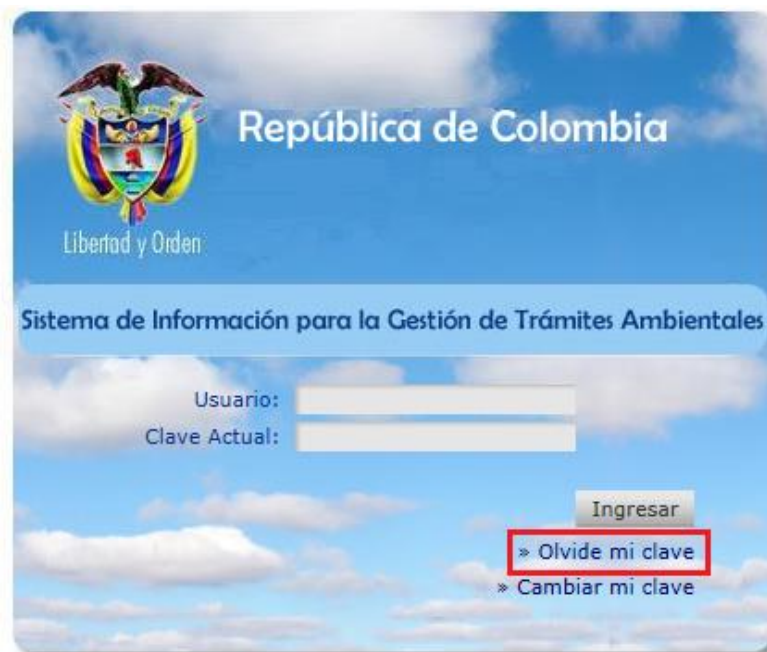 República de Colombia
Libertad y Orden
Sistema de Información para la Gestión de Trámites Ambientales
Usuario:
Clave Actual:
Ingresar
» Olvide mi clave
» Cambiar mi clave